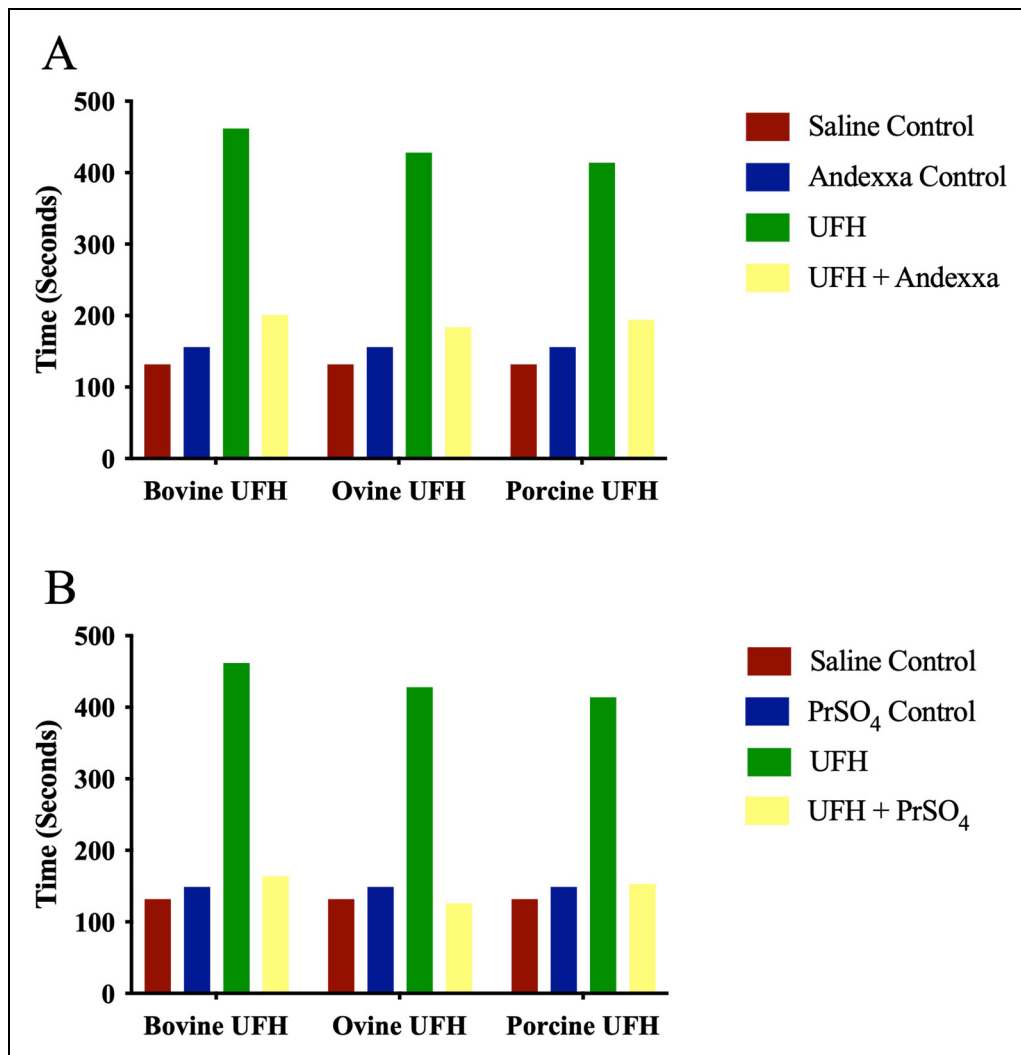 A
500
400
300
200
100
0
Time (Seconds)
Bovine UFH Ovine UFH Porcine UFH
Saline Control
Andexxa Control
UFH
UFH + Andexxa
B
500
400
300
200
100
0
Time (Seconds)
Bovine UFH Ovine UFH Porcine UFH
Saline Control
PrSO₄ Control
UFH
UFH + PrSO₄